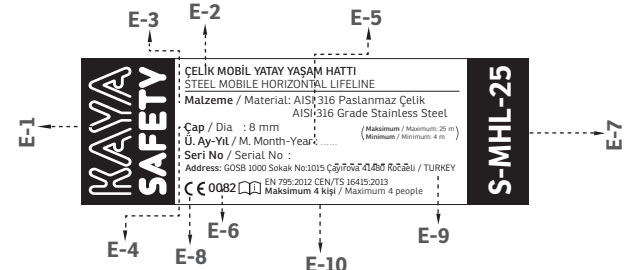 E-3
E-2
E-5
E-1
KAYA
SAFETY
ÇELİK MOBİL YATAY YAŞAM HATTI
STEEL MOBILE HORIZONTAL LIFELINE
Malzeme / Material: AISI 316 Paslanmaz Çelik
AISI 316 Grade Stainless Steel
Çap / Dia : 8 mm
(Maksimum / Maximum: 25 m
Minimum / Minimum: 4 m)
Ü. Ay-Yıl / M. Month-Year: ......
Seri No / Serial No :
Address: GOSB 1000 Sokak No:1015 Çayırova 41480 Kocaeli / TURKEY
CE 0082
EN 795:2012 CEN/TS 16415:2013
Maksimum 4 kişi / Maximum 4 people
S-MHL-25
E-7
E-4
E-8
E-6
E-10
E-9